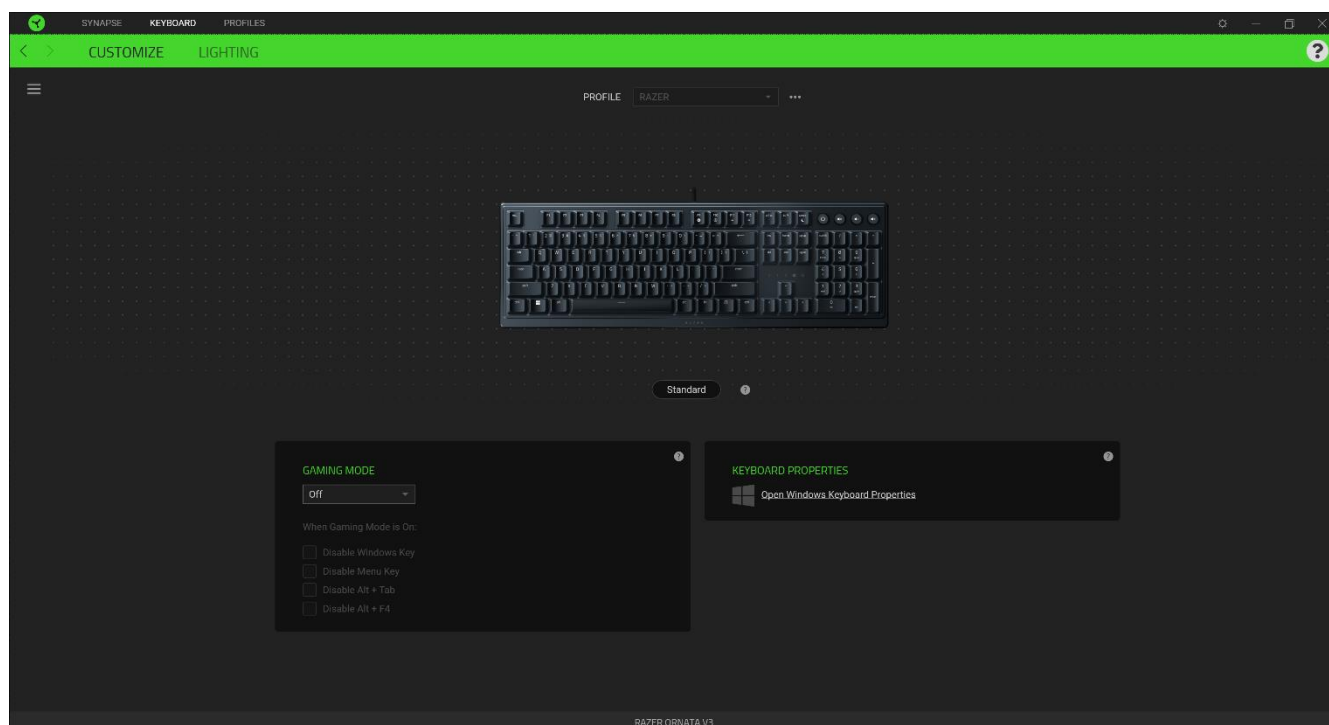 SYNAPSE KEYBOARD PROFILES
CUSTOMIZE LIGHTING ?
PROFILE RAZER
Standard ?
GAMING MODE ?
Off
When Gaming Mode is On:
Disable Windows Key
Disable Menu Key
Disable Alt + Tab
Disable Alt + F4
KEYBOARD PROPERTIES ?
Open Windows Keyboard Properties
RAZER ORNATA V3